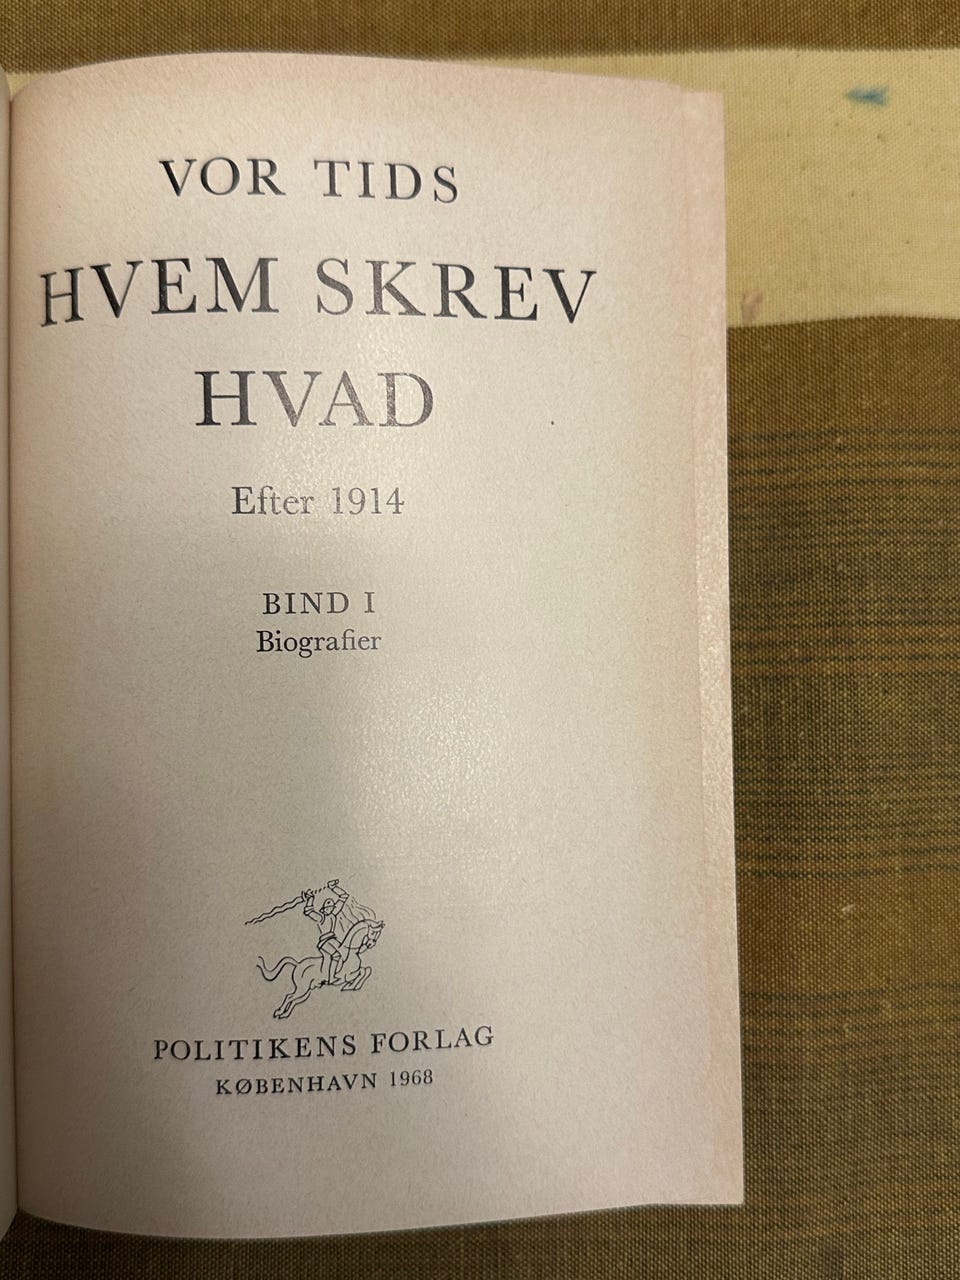 VOR TIDS
HVEM SKREV
HVAD
Efter 1914
BIND I
Biografier
POLITIKENS FORLAG
KØBENHAVN 1968